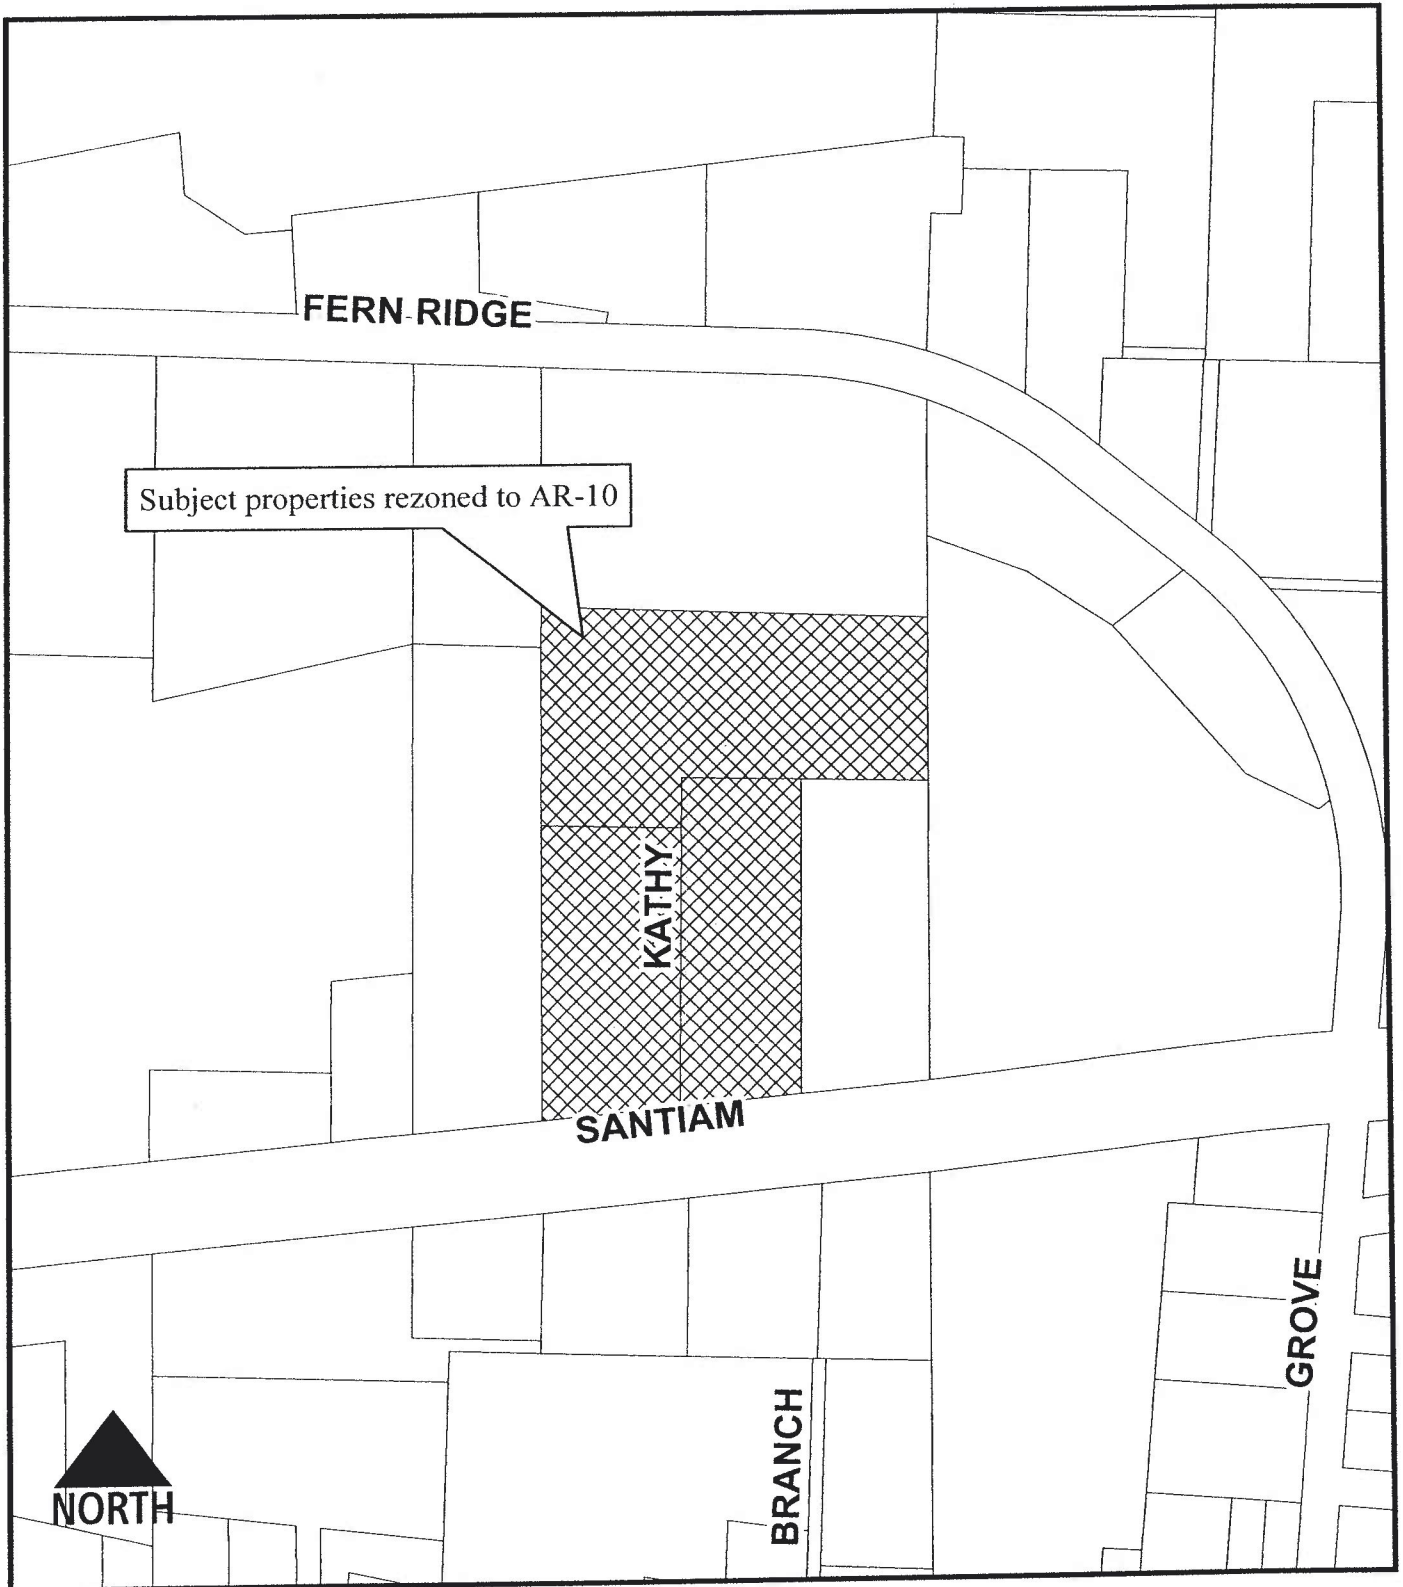 FERN RIDGE
Subject properties rezoned to AR-10
KATHY
SANTIAM
GROVE
BRANCH
NORTH